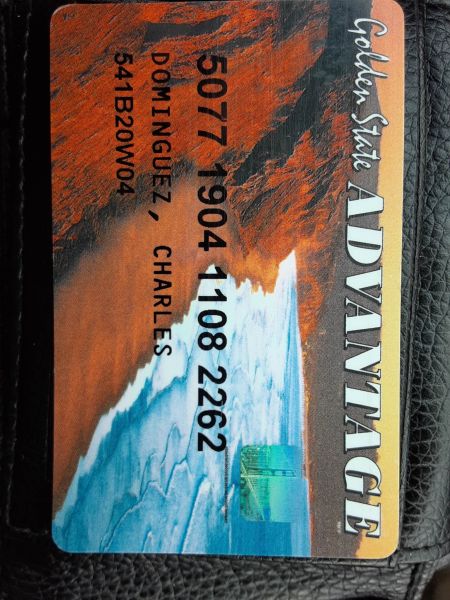 Golden State ADVANTAGE
5077 1904 1108 2262
DOMINGUEZ, CHARLES
541B20W04